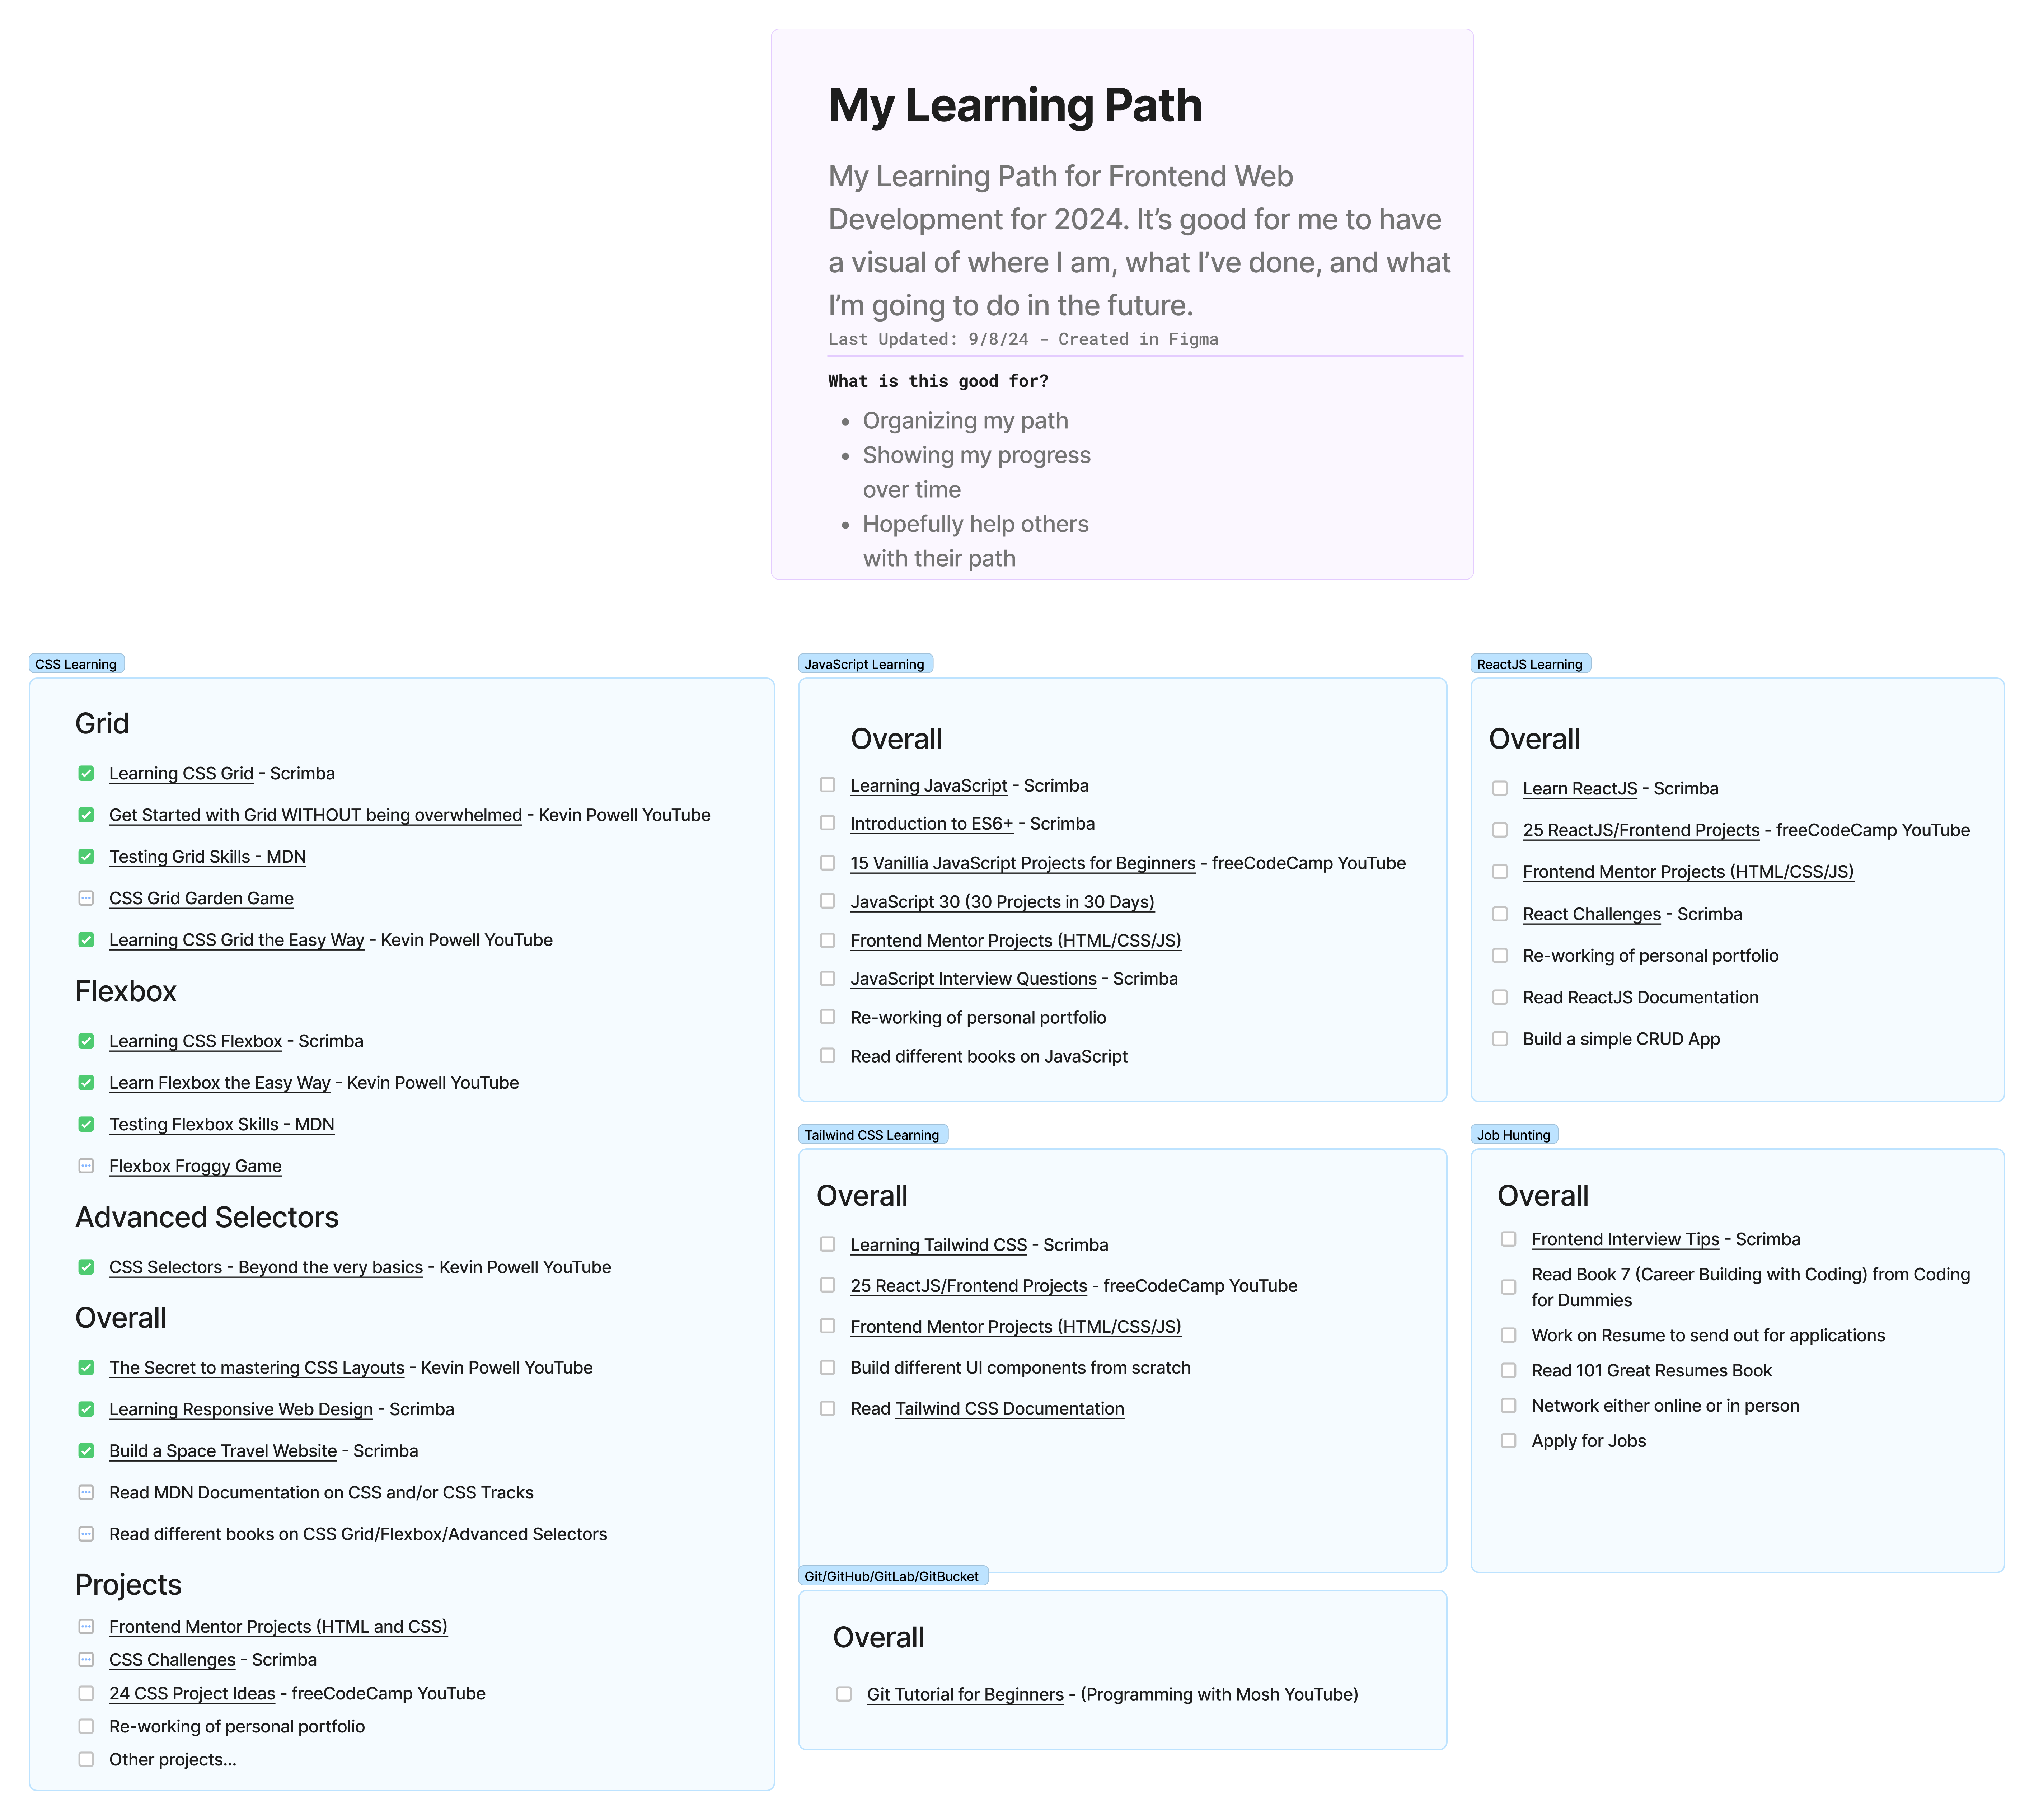 My Learning Path
My Learning Path for Frontend Web
Development for 2024. It’s good for me to have
a visual of where I am, what I’ve done, and what
I’m going to do in the future.
Last Updated: 9/8/24 - Created in Figma
What is this good for?
• Organizing my path
• Showing my progress
over time
• Hopefully help others
with their path
CSS Learning
Grid
Learning CSS Grid - Scrimba
Get Started with Grid WITHOUT being overwhelmed - Kevin Powell YouTube
Testing Grid Skills - MDN
CSS Grid Garden Game
Learning CSS Grid the Easy Way - Kevin Powell YouTube
Flexbox
Learning CSS Flexbox - Scrimba
Learn Flexbox the Easy Way - Kevin Powell YouTube
Testing Flexbox Skills - MDN
Flexbox Froggy Game
Advanced Selectors
CSS Selectors - Beyond the very basics - Kevin Powell YouTube
Overall
The Secret to mastering CSS Layouts - Kevin Powell YouTube
Learning Responsive Web Design - Scrimba
Build a Space Travel Website - Scrimba
Read MDN Documentation on CSS and/or CSS Tracks
Read different books on CSS Grid/Flexbox/Advanced Selectors
Projects
Frontend Mentor Projects (HTML and CSS)
CSS Challenges - Scrimba
24 CSS Project Ideas - freeCodeCamp YouTube
Re-working of personal portfolio
Other projects...
JavaScript Learning
Overall
Learning JavaScript - Scrimba
Introduction to ES6+ - Scrimba
15 Vanillia JavaScript Projects for Beginners - freeCodeCamp YouTube
JavaScript 30 (30 Projects in 30 Days)
Frontend Mentor Projects (HTML/CSS/JS)
JavaScript Interview Questions - Scrimba
Re-working of personal portfolio
Read different books on JavaScript
ReactJS Learning
Overall
Learn ReactJS - Scrimba
25 ReactJS/Frontend Projects - freeCodeCamp YouTube
Frontend Mentor Projects (HTML/CSS/JS)
React Challenges - Scrimba
Re-working of personal portfolio
Read ReactJS Documentation
Build a simple CRUD App
Tailwind CSS Learning
Overall
Learning Tailwind CSS - Scrimba
25 ReactJS/Frontend Projects - freeCodeCamp YouTube
Frontend Mentor Projects (HTML/CSS/JS)
Build different UI components from scratch
Read Tailwind CSS Documentation
Job Hunting
Overall
Frontend Interview Tips - Scrimba
Read Book 7 (Career Building with Coding) from Coding
for Dummies
Work on Resume to send out for applications
Read 101 Great Resumes Book
Network either online or in person
Apply for Jobs
Git/GitHub/GitLab/GitBucket
Overall
Git Tutorial for Beginners - (Programming with Mosh YouTube)